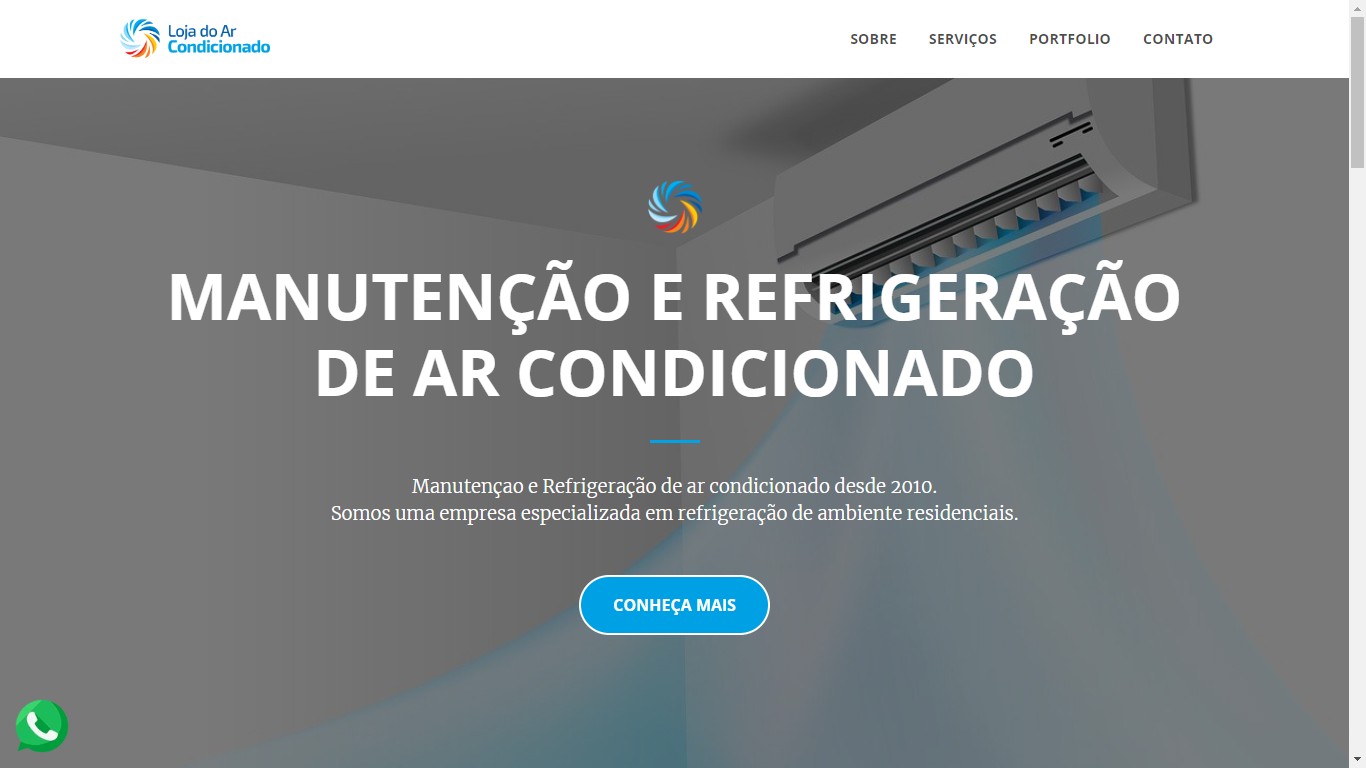 Loja do Ar
Condicionado
SOBRE SERVIÇOS PORTFOLIO CONTATO
MANUTENÇÃO E REFRIGERAÇÃO
DE AR CONDICIONADO
Manutençao e Refrigeração de ar condicionado desde 2010.
Somos uma empresa especializada em refrigeração de ambiente residenciais.
CONHEÇA MAIS